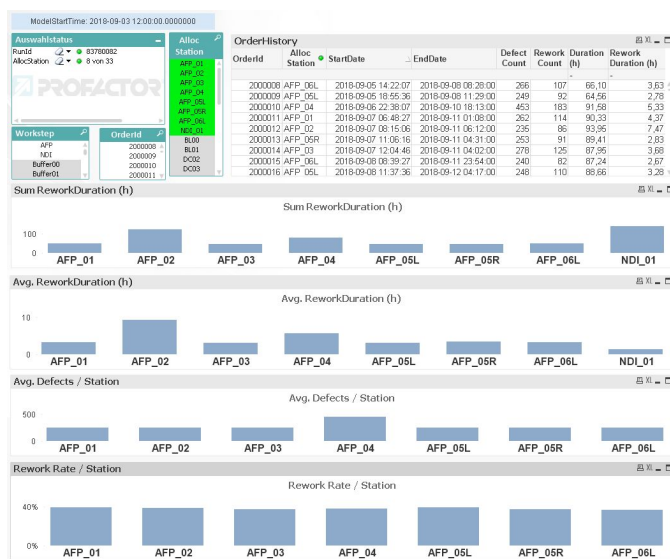 ModelStartTime: 2018-09-03 12:00:00.0000000
Auswahlstatus
RunId 83780082
AllocStation 8 von 33
PROFACTOR
Workstep
AFP
NDI
Buffer00
Buffer01
OrderId
2000008
2000009
2000010
2000011
Alloc Station
AFP_01
AFP_02
AFP_03
AFP_04
AFP_05L
AFP_05R
AFP_06L
NDI_01
BL00
BL01
DC02
DC03
OrderHistory XL
OrderId Alloc Station StartDate EndDate Defect Count Rework Count Duration (h) Rework Duration (h)
- -
2000008 AFP_06L 2018-09-05 14:22:07 2018-09-08 08:28:00 266 107 66,10 3,63
2000009 AFP_05L 2018-09-05 18:55:36 2018-09-08 11:29:00 249 92 64,56 2,78
2000010 AFP_04 2018-09-06 22:38:07 2018-09-10 18:13:00 453 183 91,58 5,33
2000011 AFP_01 2018-09-07 06:48:27 2018-09-11 01:08:00 262 114 90,33 4,37
2000012 AFP_02 2018-09-07 08:15:06 2018-09-11 06:12:00 235 86 93,95 7,47
2000013 AFP_05R 2018-09-07 11:06:16 2018-09-11 04:31:00 253 91 89,41 2,83
2000014 AFP_03 2018-09-07 12:04:46 2018-09-11 04:02:00 278 125 87,95 3,68
2000015 AFP_06L 2018-09-08 08:39:27 2018-09-11 23:54:00 240 82 87,24 2,67
2000016 AFP_05L 2018-09-08 11:37:36 2018-09-12 04:17:00 248 110 88,66 3,28
Sum ReworkDuration (h) XL
Sum ReworkDuration (h)
100
0
AFP_01 AFP_02 AFP_03 AFP_04 AFP_05L AFP_05R AFP_06L NDI_01
Avg. ReworkDuration (h) XL
Avg. ReworkDuration (h)
10
0
AFP_01 AFP_02 AFP_03 AFP_04 AFP_05L AFP_05R AFP_06L NDI_01
Avg. Defects / Station XL
Avg. Defects / Station
500
0
AFP_01 AFP_02 AFP_03 AFP_04 AFP_05L AFP_05R AFP_06L
Rework Rate / Station XL
Rework Rate / Station
40%
0%
AFP_01 AFP_02 AFP_03 AFP_04 AFP_05L AFP_05R AFP_06L